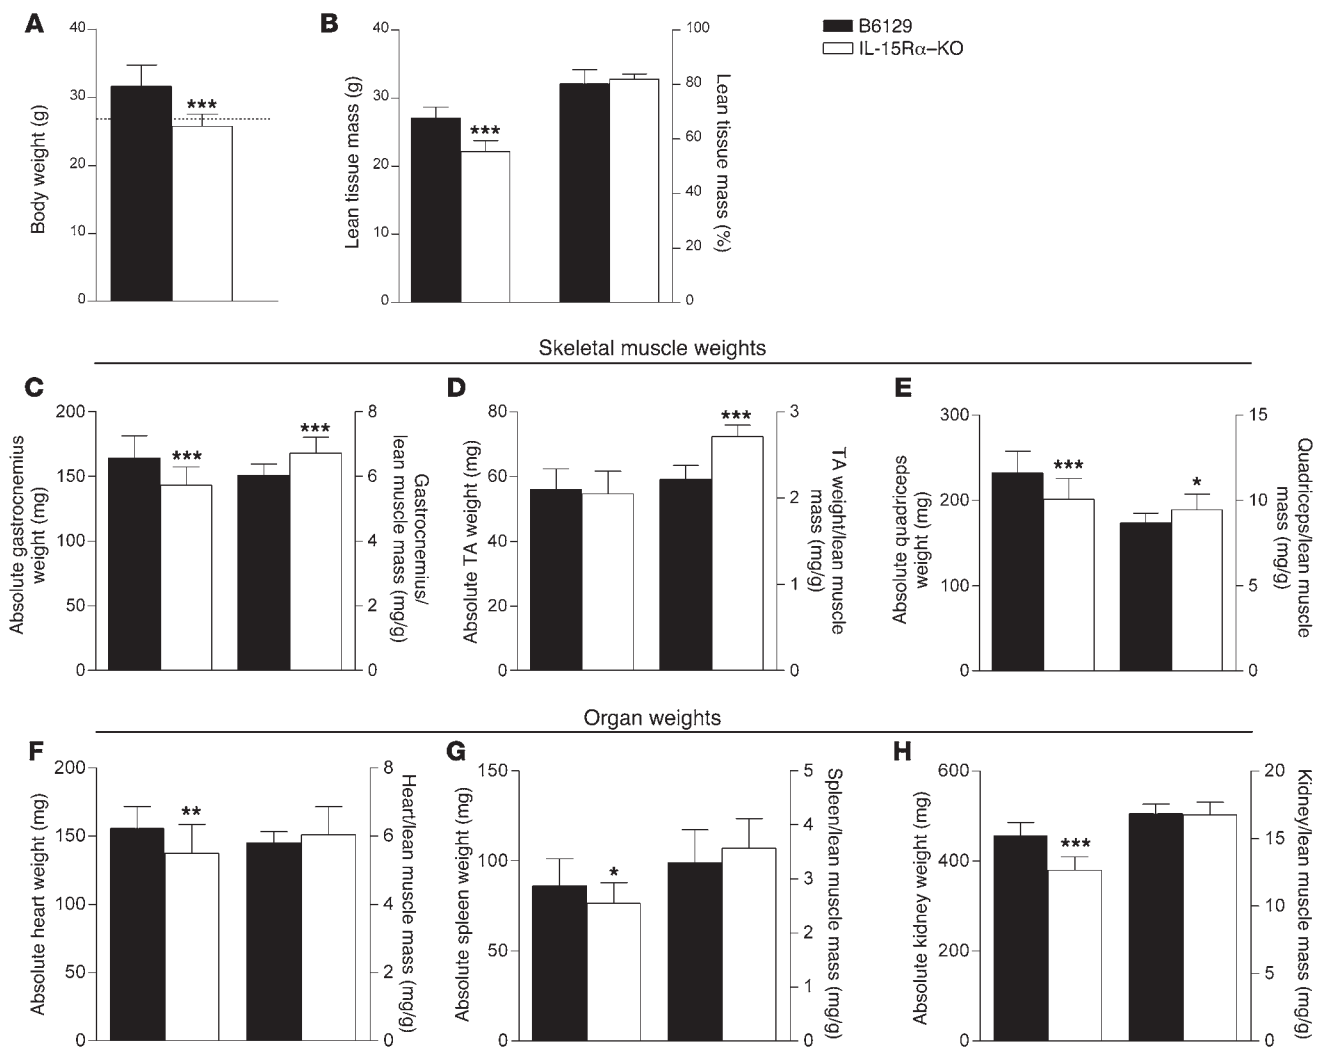 A
40
30
20
10
0
Body weight (g)
***
B
40
30
20
10
0
Lean tissue mass (g)
***
100
80
60
40
20
0
Lean tissue mass (%)
B6129
IL-15Rα–KO
Skeletal muscle weights
C
200
150
100
50
0
Absolute gastrocnemius
weight (mg)
***
***
8
6
4
2
0
Gastrocnemius/
lean muscle mass (mg/g)
D
80
60
40
20
0
Absolute TA weight (mg)
***
3
2
1
0
TA weight/lean muscle
mass (mg/g)
E
300
200
100
0
Absolute quadriceps
weight (mg)
***
*
15
10
5
0
Quadriceps/lean muscle
mass (mg/g)
Organ weights
F
200
150
100
50
0
Absolute heart weight (mg)
**
8
6
4
2
0
Heart/lean muscle mass (mg/g)
G
150
100
50
0
Absolute spleen weight (mg)
*
5
4
3
2
1
0
Spleen/lean muscle mass (mg/g)
H
600
400
200
0
Absolute kidney weight (mg)
***
20
15
10
5
0
Kidney/lean muscle mass (mg/g)